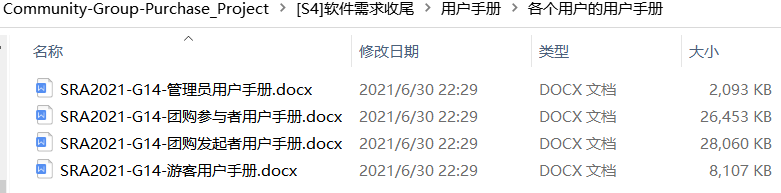 Community-Group-Purchase_Project > [S4]软件需求收尾 > 用户手册 > 各个用户的用户手册
名称 修改日期 类型 大小
SRA2021-G14-管理员用户手册.docx 2021/6/30 22:29 DOCX 文档 2,093 KB
SRA2021-G14-团购参与者用户手册.docx 2021/6/30 22:29 DOCX 文档 26,453 KB
SRA2021-G14-团购发起者用户手册.docx 2021/6/30 22:29 DOCX 文档 28,060 KB
SRA2021-G14-游客用户手册.docx 2021/6/30 22:29 DOCX 文档 8,107 KB